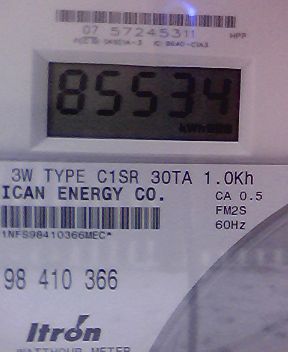 07 57245311 MPP
85534
kWh
3W TYPE C1SR 30TA 1.0Kh
ICAN ENERGY CO. CA 0.5
FM2S
60Hz
1NFS98410366MEC*
98 410 366
Itron
WATTHOUR METER